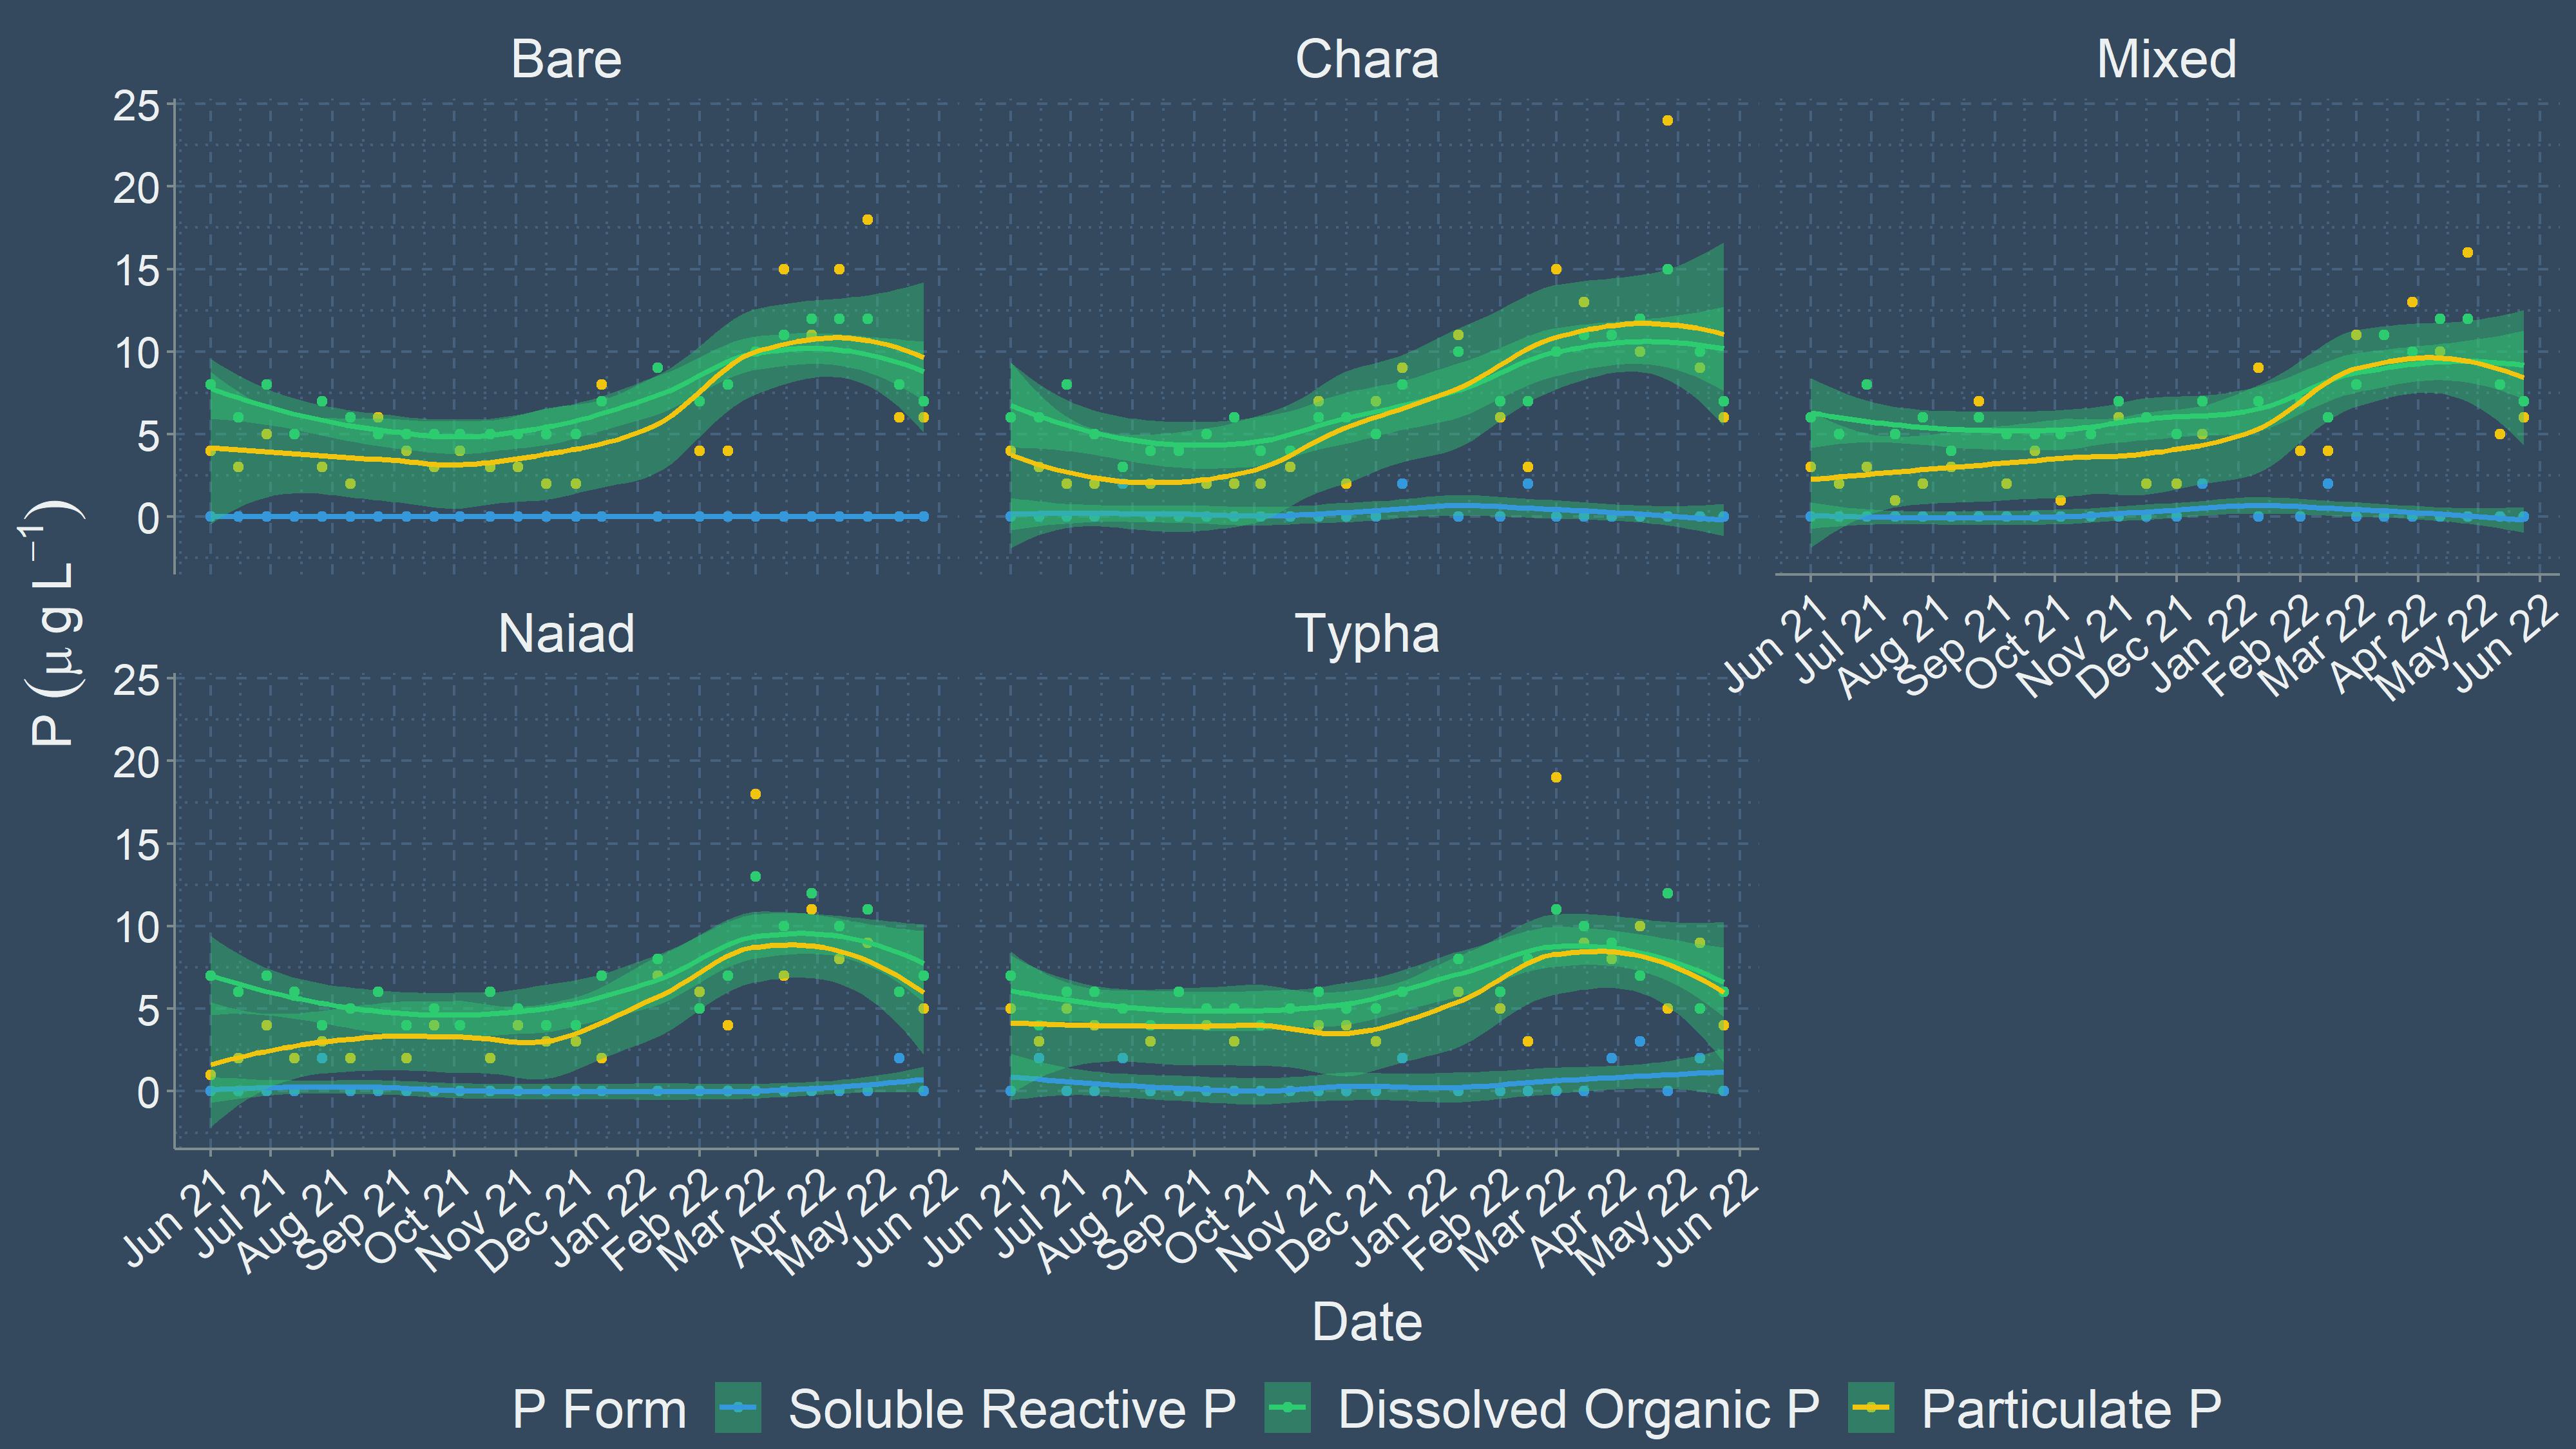 Bare Chara Mixed
25
20
15
10
5
0
P (μ g L⁻¹)
Jun 21 Jul 21 Aug 21 Sep 21 Oct 21 Nov 21 Dec 21 Jan 22 Feb 22 Mar 22 Apr 22 May 22 Jun 22
Naiad Typha
25
20
15
10
5
0
Jun 21 Jul 21 Aug 21 Sep 21 Oct 21 Nov 21 Dec 21 Jan 22 Feb 22 Mar 22 Apr 22 May 22 Jun 22
Jun 21 Jul 21 Aug 21 Sep 21 Oct 21 Nov 21 Dec 21 Jan 22 Feb 22 Mar 22 Apr 22 May 22 Jun 22
Date
P Form Soluble Reactive P Dissolved Organic P Particulate P